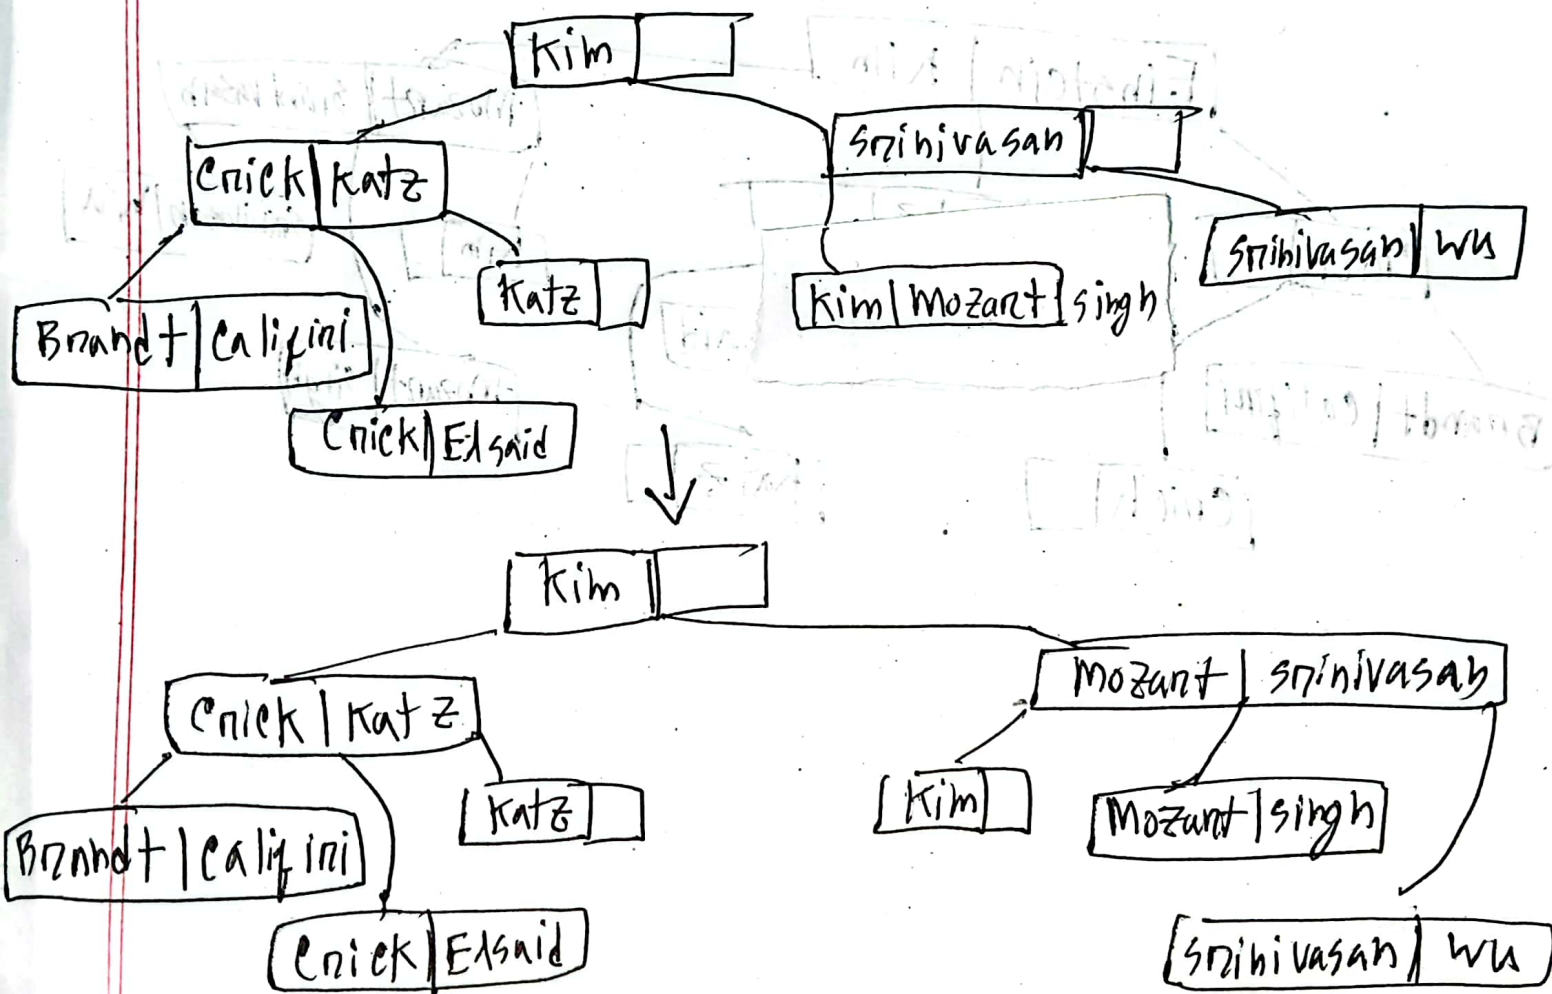 Kim
Srinivasan
Crick | Katz
Srinivasan | Wu
Katz
Kim | Mozart | Singh
Brandt | Califini
Crick | Elsaid
Kim
Mozart | Srinivasan
Crick | Katz
Katz
Kim
Mozart | Singh
Brandt | Califini
Crick | Elsaid
Srinivasan | Wu